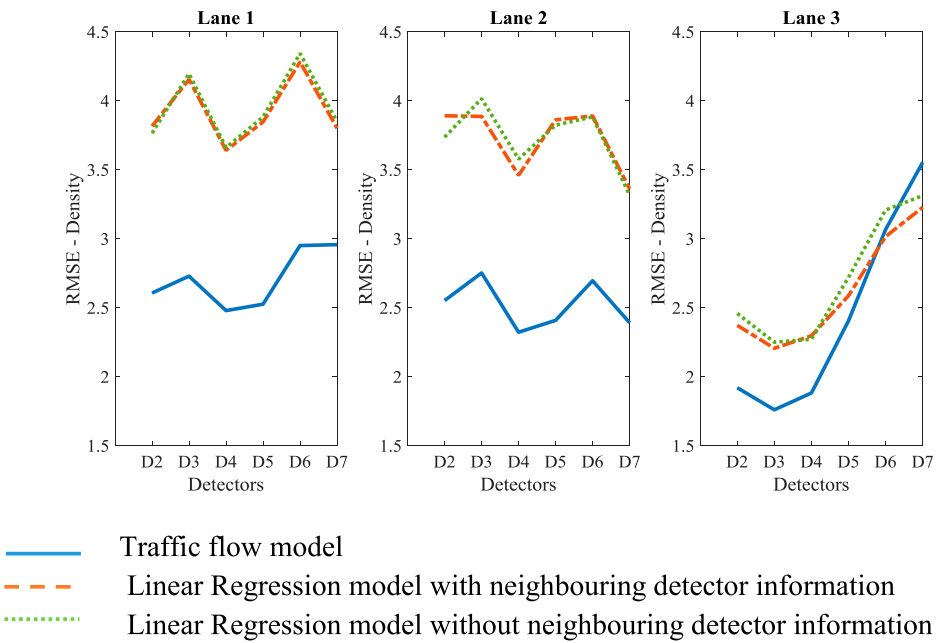 Lane 1
4.5
4
3.5
3
2.5
2
1.5
RMSE - Density
D2 D3 D4 D5 D6 D7
Detectors
Lane 2
4.5
4
3.5
3
2.5
2
1.5
RMSE - Density
D2 D3 D4 D5 D6 D7
Detectors
Lane 3
4.5
4
3.5
3
2.5
2
1.5
RMSE - Density
D2 D3 D4 D5 D6 D7
Detectors
Traffic flow model
Linear Regression model with neighbouring detector information
Linear Regression model without neighbouring detector information